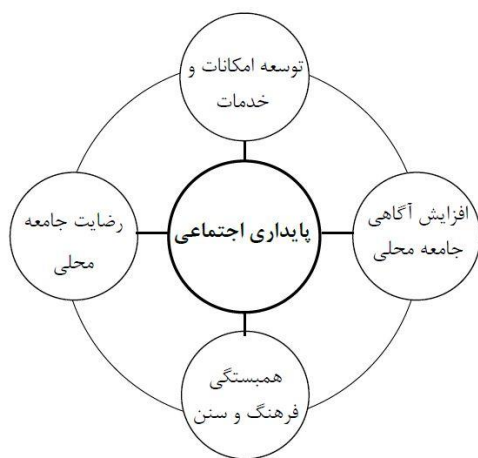 توسعه امکانات و
خدمات
افزایش آگاهی
جامعه محلی
پایداری اجتماعی
رضایت جامعه
محلی
همبستگی
فرهنگ و سنن